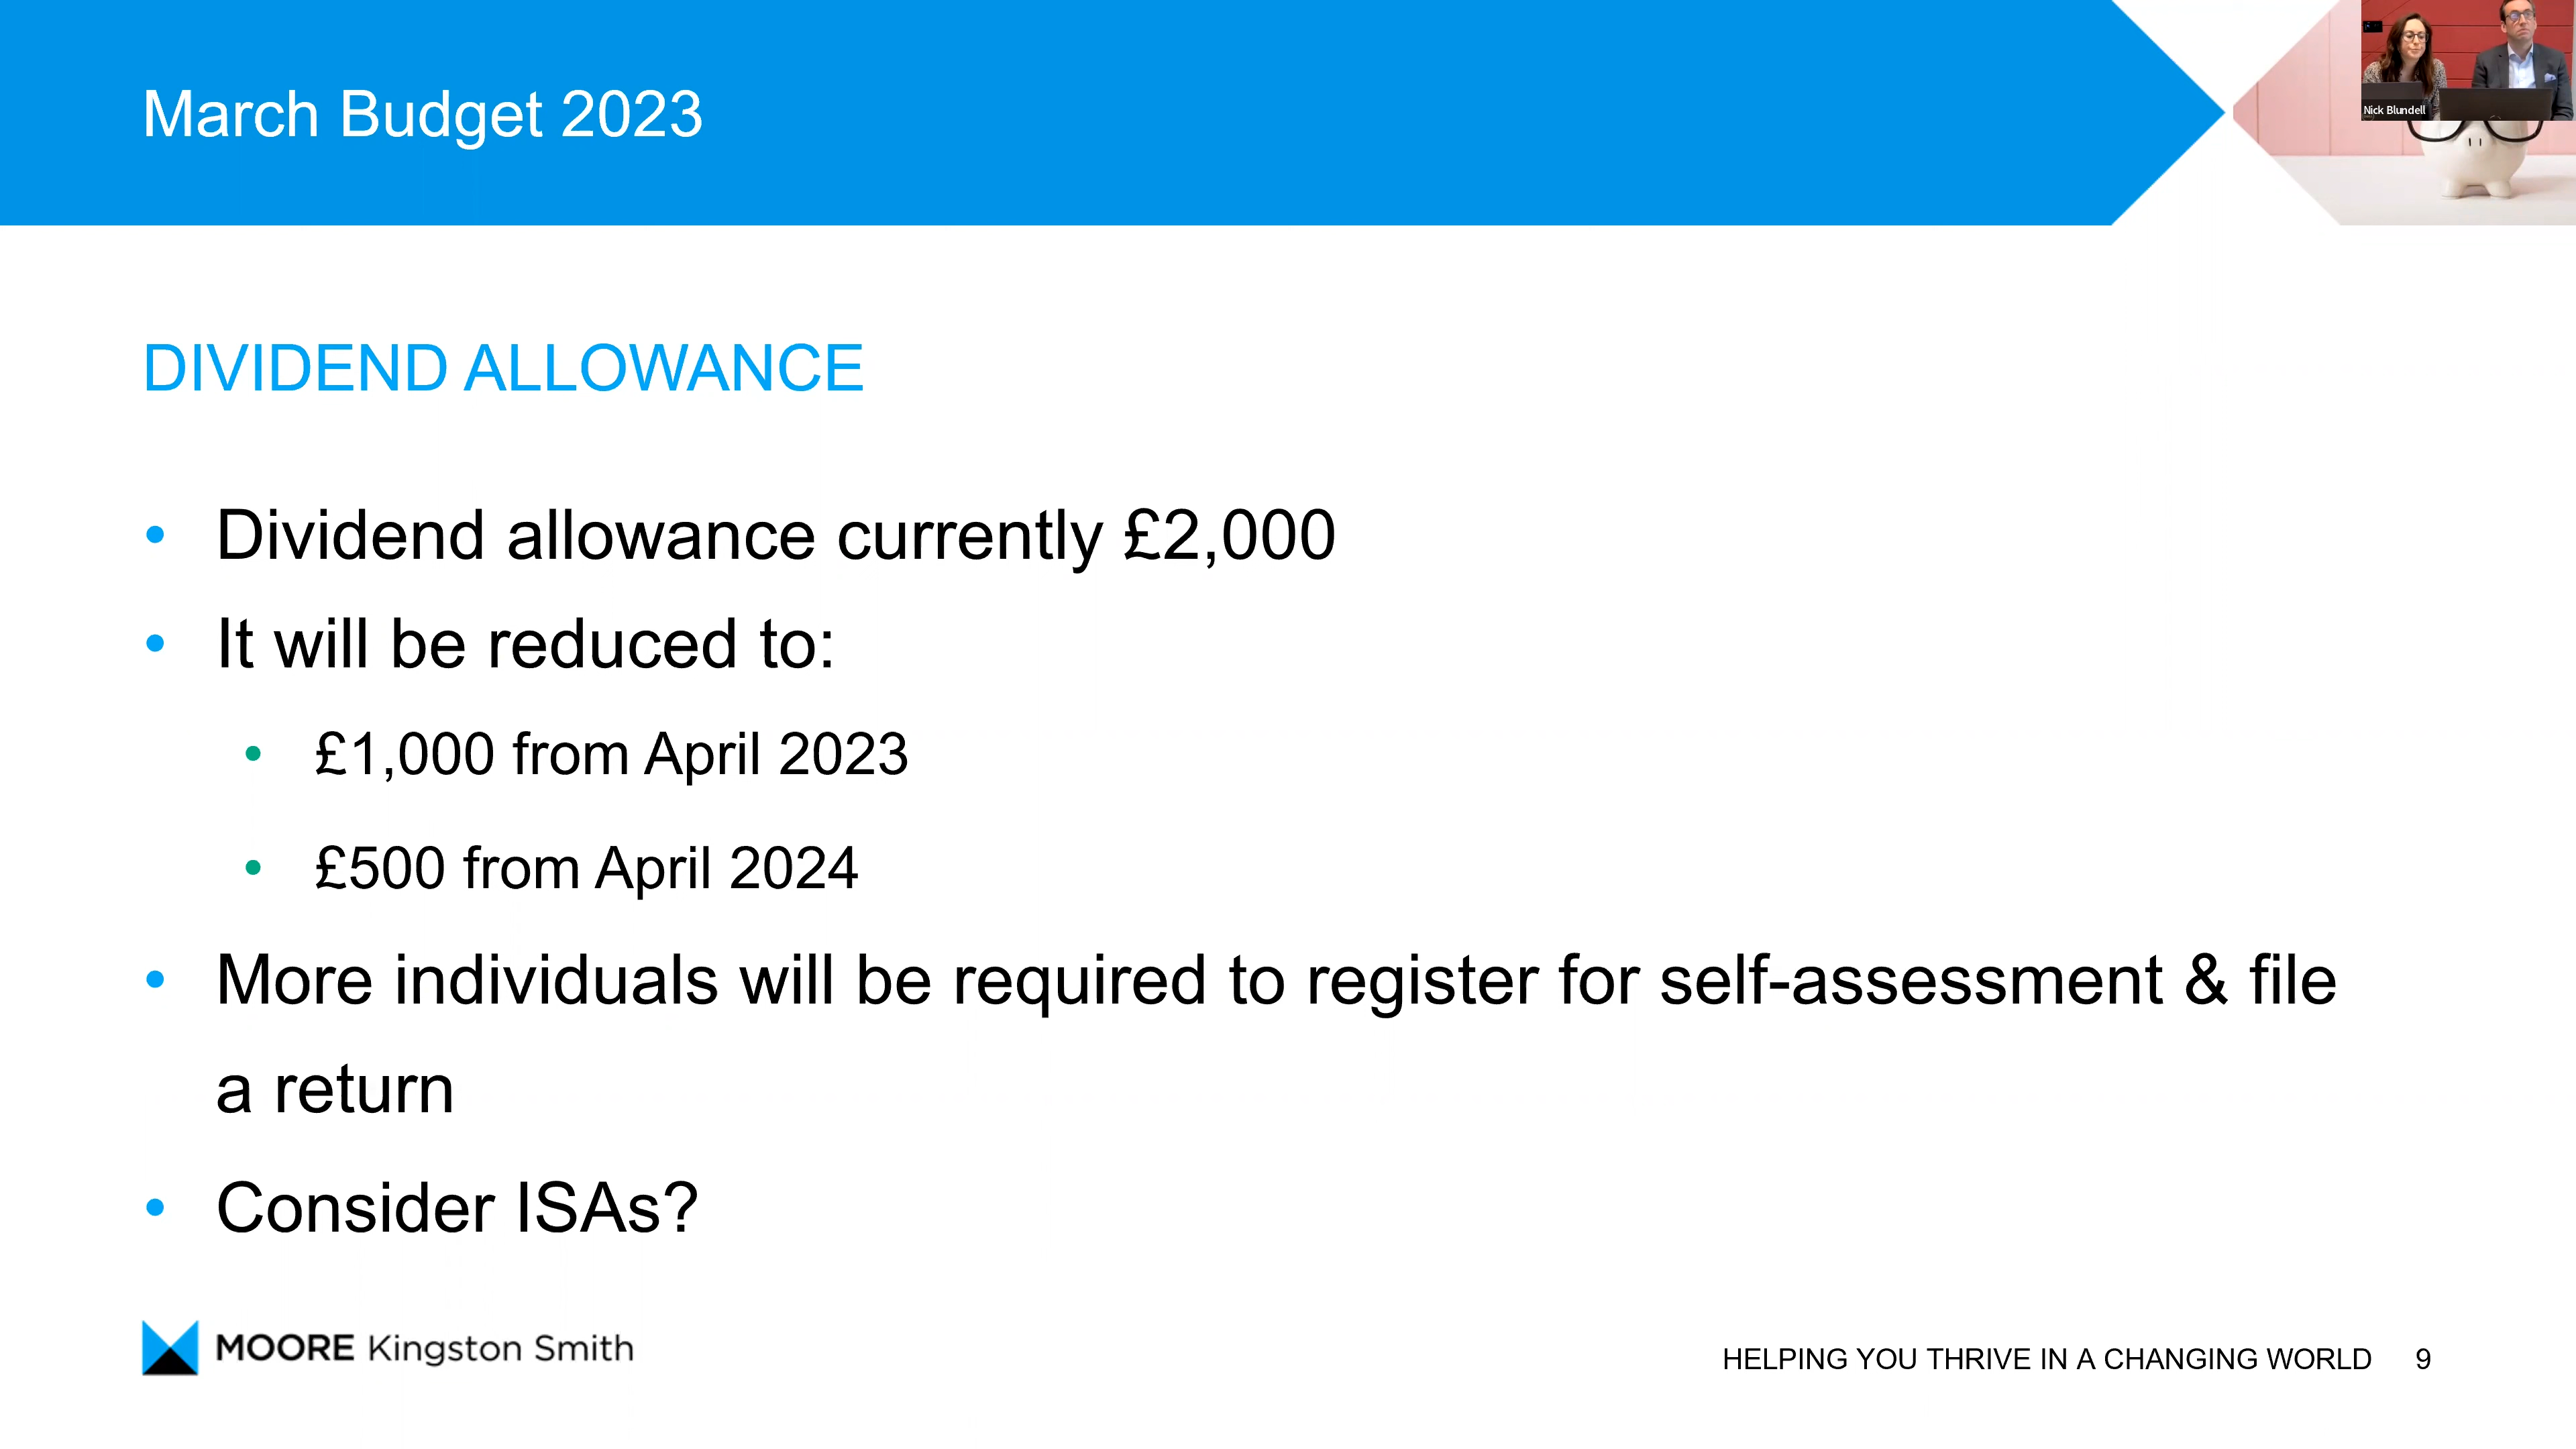 March Budget 2023
Nick Blundell
DIVIDEND ALLOWANCE
• Dividend allowance currently £2,000
• It will be reduced to:
• £1,000 from April 2023
• £500 from April 2024
• More individuals will be required to register for self-assessment & file
a return
• Consider ISAs?
MOORE Kingston Smith
HELPING YOU THRIVE IN A CHANGING WORLD 9